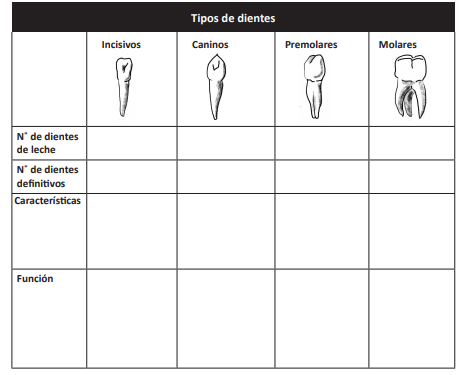 Tipos de dientes
Incisivos Caninos Premolares Molares
N° de dientes
de leche
N° de dientes
definitivos
Características
Función